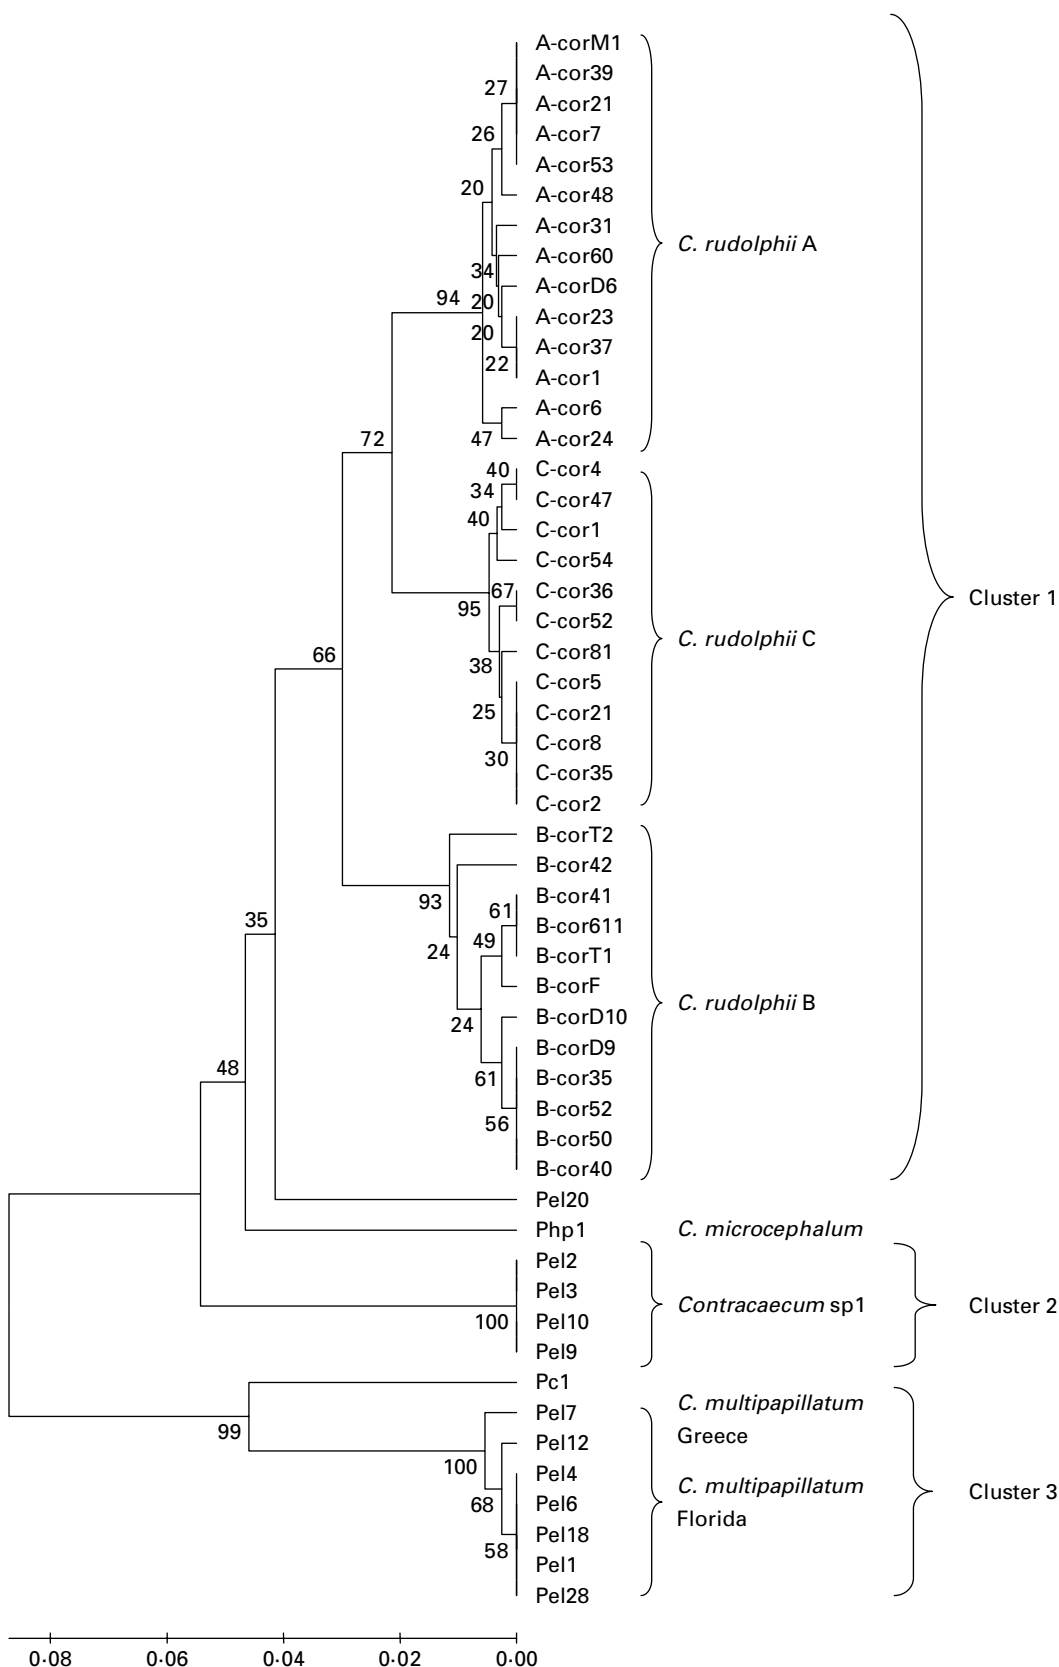 A-corM1
A-cor39
27
A-cor21
26
A-cor7
A-cor53
20
A-cor48
A-cor31
C. rudolphii A
A-cor60
34
A-corD6
94
20
A-cor23
20
A-cor37
22
A-cor1
A-cor6
72
47
A-cor24
40
C-cor4
34
C-cor47
40
C-cor1
C-cor54
67
C-cor36
Cluster 1
95
C-cor52
C. rudolphii C
66
38
C-cor81
C-cor5
25
C-cor21
C-cor8
30
C-cor35
C-cor2
B-corT2
B-cor42
93
B-cor41
61
35
B-cor611
49
24
B-corT1
B-corF
C. rudolphii B
24
B-corD10
B-corD9
48
61
B-cor35
B-cor52
56
B-cor50
B-cor40
Pel20
Php1
C. microcephalum
Pel2
Pel3
Contracaecum sp1
Cluster 2
100
Pel10
Pel9
Pc1
C. multipapillatum
Greece
99
Pel7
Pel12
100
Pel4
C. multipapillatum
Florida
Cluster 3
68
Pel6
Pel18
58
Pel1
Pel28
0·08 0·06 0·04 0·02 0·00